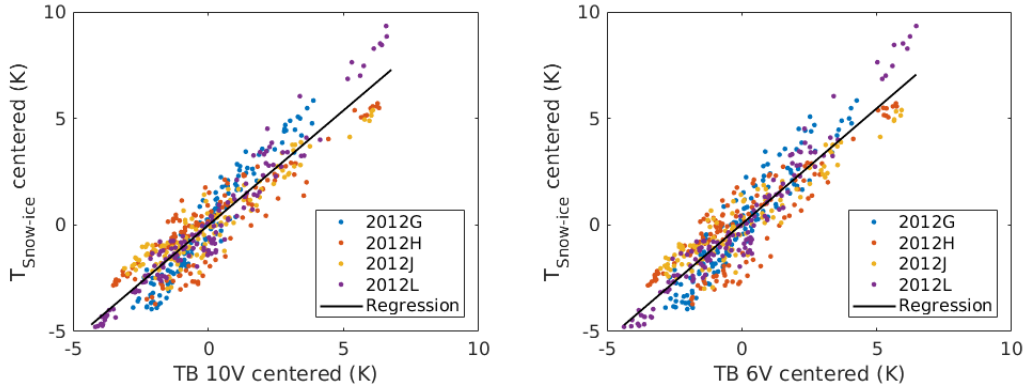 10
5
0
-5
T_Snow-ice centered (K)
2012G
2012H
2012J
2012L
Regression
-5 0 5 10
TB 10V centered (K)
10
5
0
-5
T_Snow-ice centered (K)
2012G
2012H
2012J
2012L
Regression
-5 0 5 10
TB 6V centered (K)